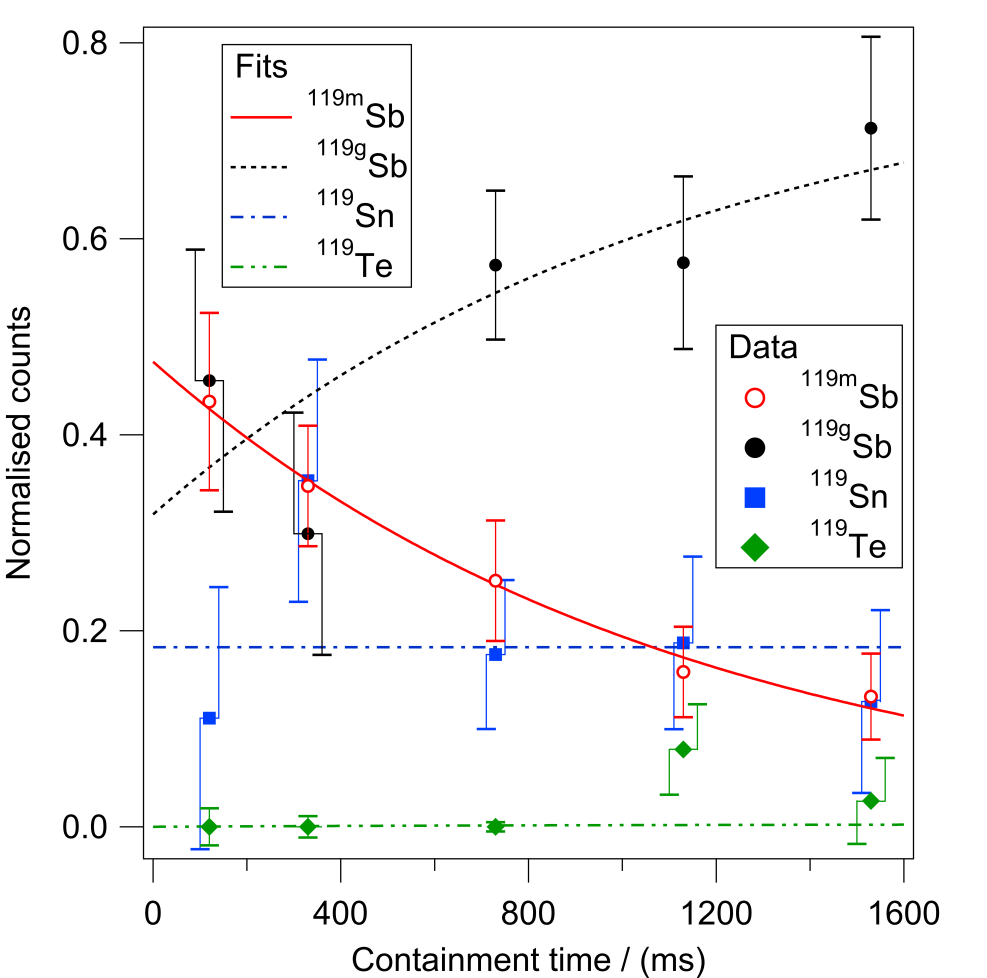 0.8
0.6
0.4
0.2
0.0
Normalised counts
Fits
119mSb
119gSb
119Sn
119Te
Data
119mSb
119gSb
119Sn
119Te
0 400 800 1200 1600
Containment time / (ms)